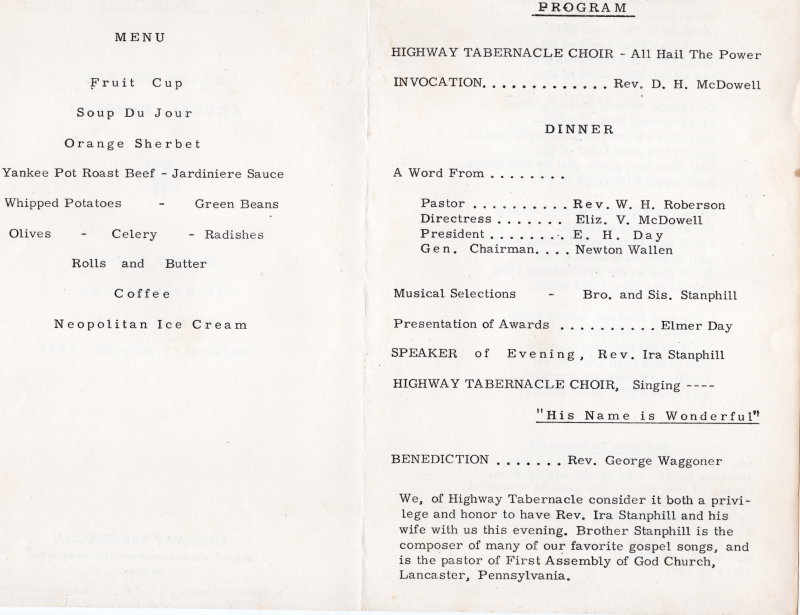 MENU
Fruit Cup
Soup Du Jour
Orange Sherbet
Yankee Pot Roast Beef - Jardiniere Sauce
Whipped Potatoes - Green Beans
Olives - Celery - Radishes
Rolls and Butter
Coffee
Neopolitan Ice Cream
PROGRAM
HIGHWAY TABERNACLE CHOIR - All Hail The Power
INVOCATION. . . . . . . . . . . . . Rev. D. H. McDowell
DINNER
A Word From . . . . . . . .
Pastor . . . . . . . . . . Rev. W. H. Roberson
Directress . . . . . . . Eliz. V. McDowell
President . . . . . . . . . E. H. Day
Gen. Chairman. . . . Newton Wallen
Musical Selections - Bro. and Sis. Stanphill
Presentation of Awards . . . . . . . . . . Elmer Day
SPEAKER of Evening, Rev. Ira Stanphill
HIGHWAY TABERNACLE CHOIR, Singing ----
"His Name is Wonderful"
BENEDICTION . . . . . . . Rev. George Waggoner
We, of Highway Tabernacle consider it both a privi-
lege and honor to have Rev. Ira Stanphill and his
wife with us this evening. Brother Stanphill is the
composer of many of our favorite gospel songs, and
is the pastor of First Assembly of God Church,
Lancaster, Pennsylvania.